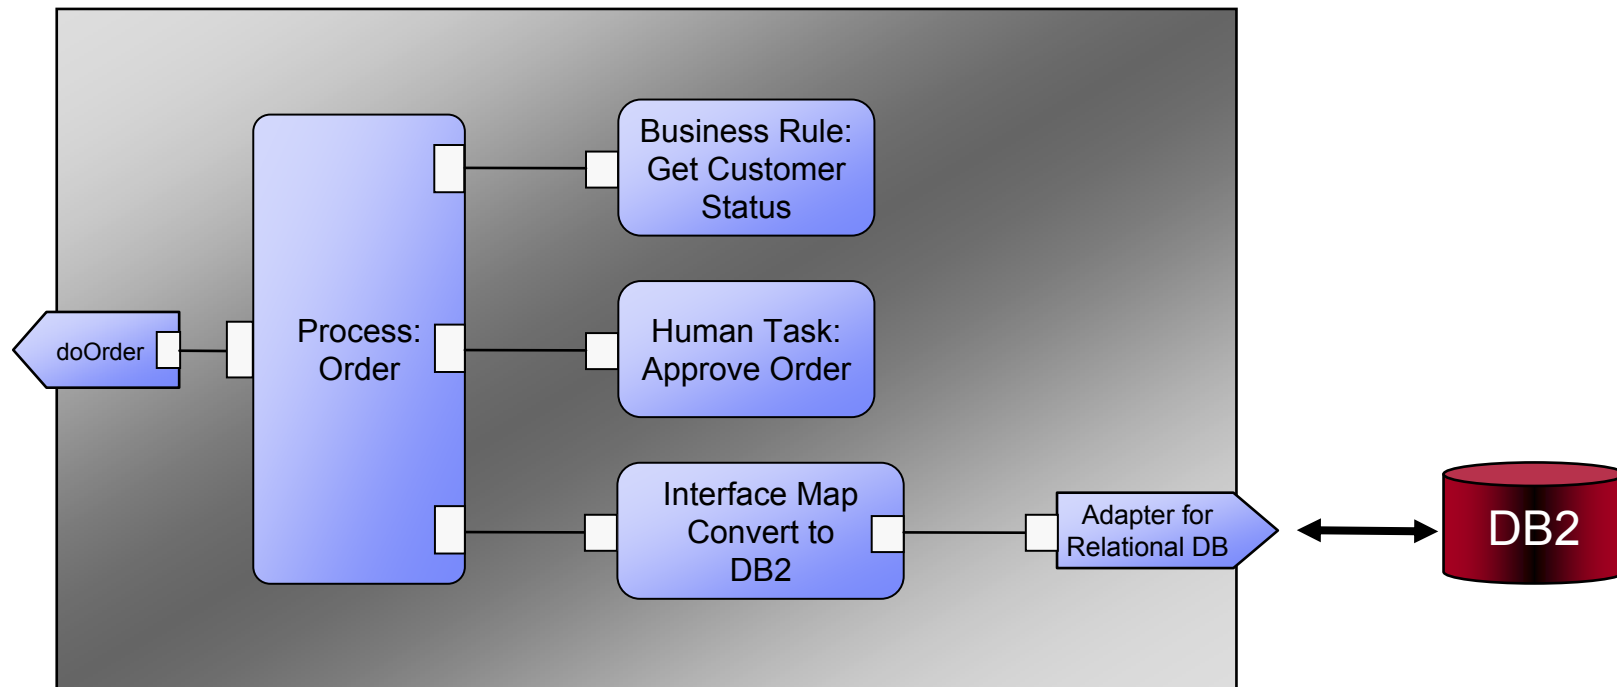 Business Rule:
Get Customer
Status
doOrder
Process:
Order
Human Task:
Approve Order
Interface Map
Convert to
DB2
Adapter for
Relational DB
DB2